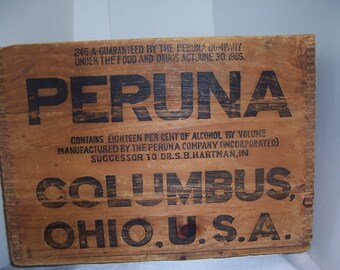 245 A-GUARANTEED BY THE PERUNA COMPANY
UNDER THE FOOD AND DRUGS ACT JUNE 30, 1906.
PERUNA
CONTAINS EIGHTEEN PER CENT OF ALCOHOL BY VOLUME
MANUFACTURED BY THE PERUNA COMPANY (INCORPORATED)
SUCCESSOR TO DR. S. B. HARTMAN, IN
COLUMBUS,
OHIO, U.S.A.